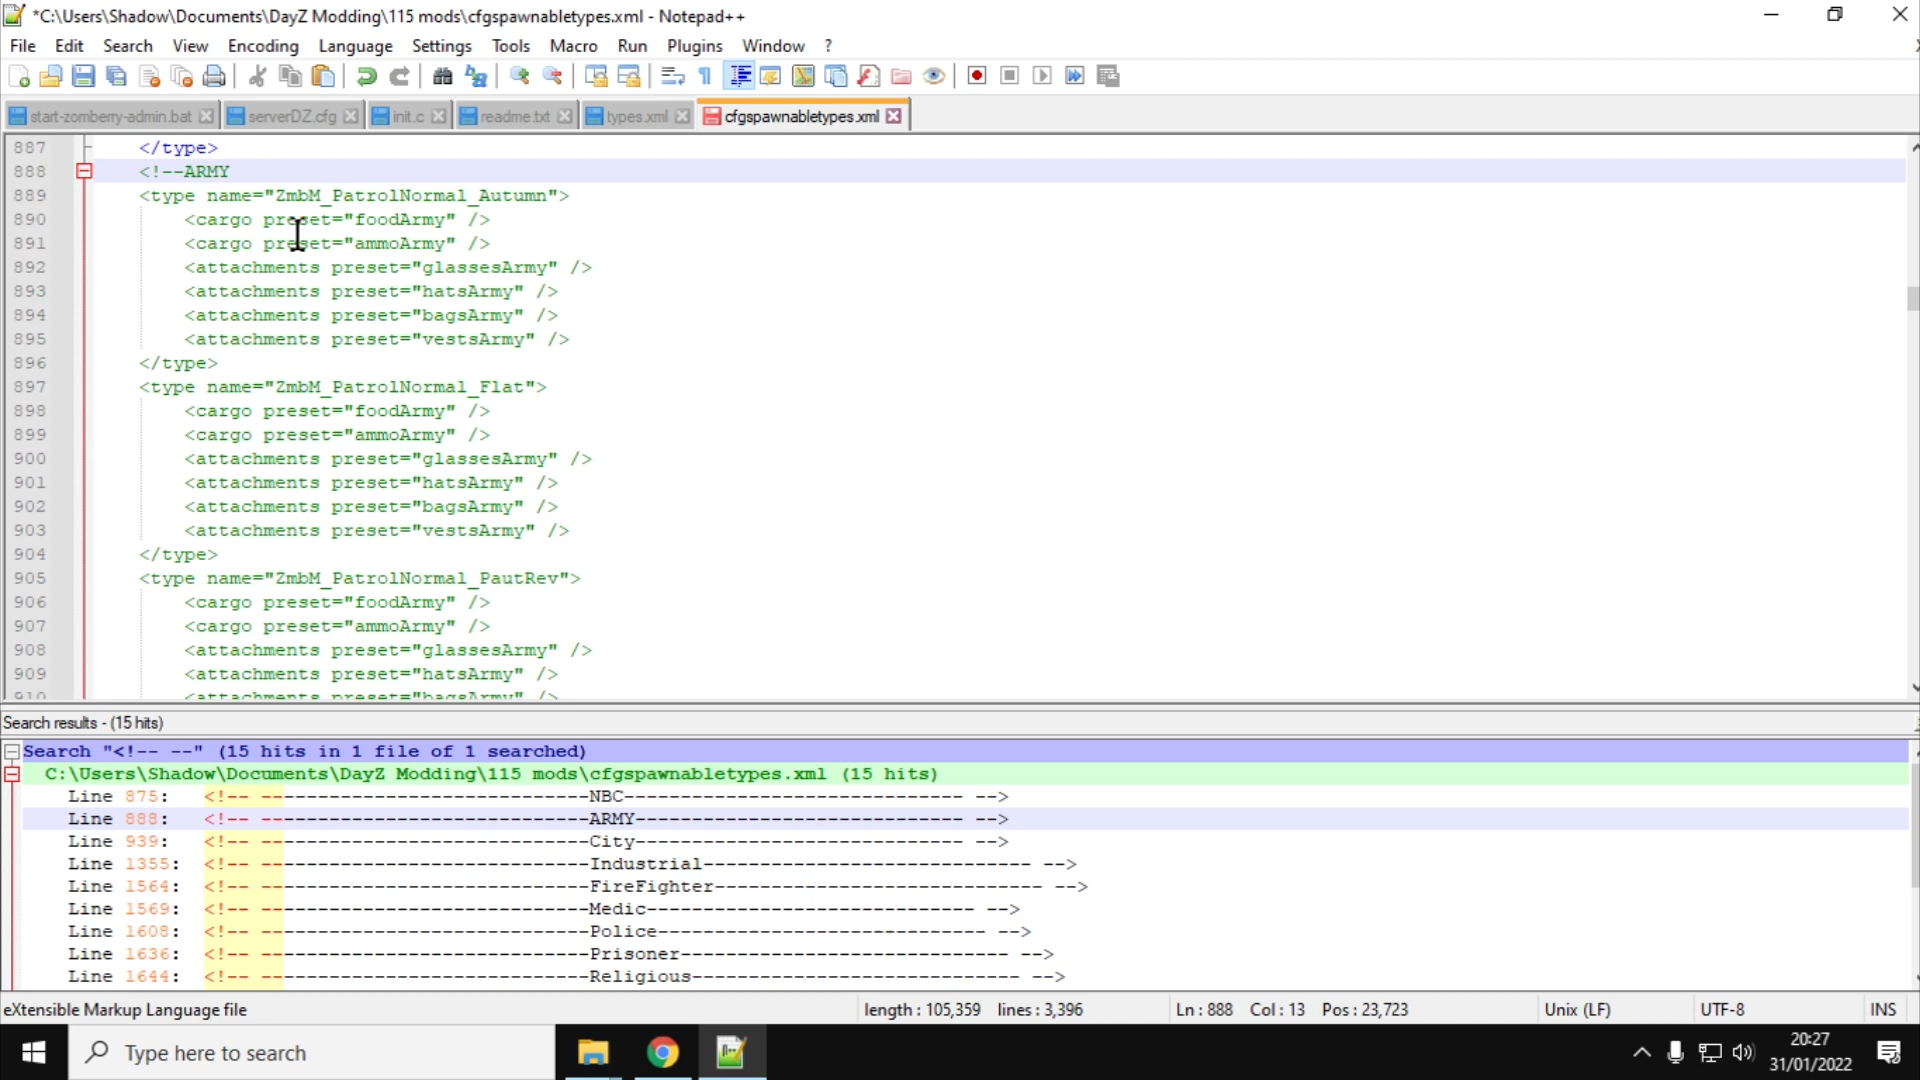 *C:\Users\Shadow\Documents\DayZ Modding\115 mods\cfgspawnabletypes.xml - Notepad++
File Edit Search View Encoding Language Settings Tools Macro Run Plugins Window ?
start-zomberry-admin.bat serverDZ.cfg init.c readme.txt types.xml cfgspawnabletypes.xml
887 </type>
888 <!--ARMY
889 <type name="ZmbM_PatrolNormal_Autumn">
890 <cargo preset="foodArmy" />
891 <cargo preset="ammoArmy" />
892 <attachments preset="glassesArmy" />
893 <attachments preset="hatsArmy" />
894 <attachments preset="bagsArmy" />
895 <attachments preset="vestsArmy" />
896 </type>
897 <type name="ZmbM_PatrolNormal_Flat">
898 <cargo preset="foodArmy" />
899 <cargo preset="ammoArmy" />
900 <attachments preset="glassesArmy" />
901 <attachments preset="hatsArmy" />
902 <attachments preset="bagsArmy" />
903 <attachments preset="vestsArmy" />
904 </type>
905 <type name="ZmbM_PatrolNormal_PautRev">
906 <cargo preset="foodArmy" />
907 <cargo preset="ammoArmy" />
908 <attachments preset="glassesArmy" />
909 <attachments preset="hatsArmy" />
910 <attachments preset="bagsArmy" />
Search results - (15 hits)
Search "<!-- --" (15 hits in 1 file of 1 searched)
C:\Users\Shadow\Documents\DayZ Modding\115 mods\cfgspawnabletypes.xml (15 hits)
Line 875: <!-- -----------------------------NBC------------------------------ -->
Line 888: <!-- -----------------------------ARMY----------------------------- -->
Line 939: <!-- -----------------------------City----------------------------- -->
Line 1355: <!-- -----------------------------Industrial----------------------------- -->
Line 1564: <!-- -----------------------------FireFighter----------------------------- -->
Line 1569: <!-- -----------------------------Medic----------------------------- -->
Line 1608: <!-- -----------------------------Police----------------------------- -->
Line 1636: <!-- -----------------------------Prisoner----------------------------- -->
Line 1644: <!-- -----------------------------Religious----------------------------- -->
eXtensible Markup Language file length : 105,359 lines : 3,396 Ln : 888 Col : 13 Pos : 23,723 Unix (LF) UTF-8 INS
Type here to search
20:27
31/01/2022